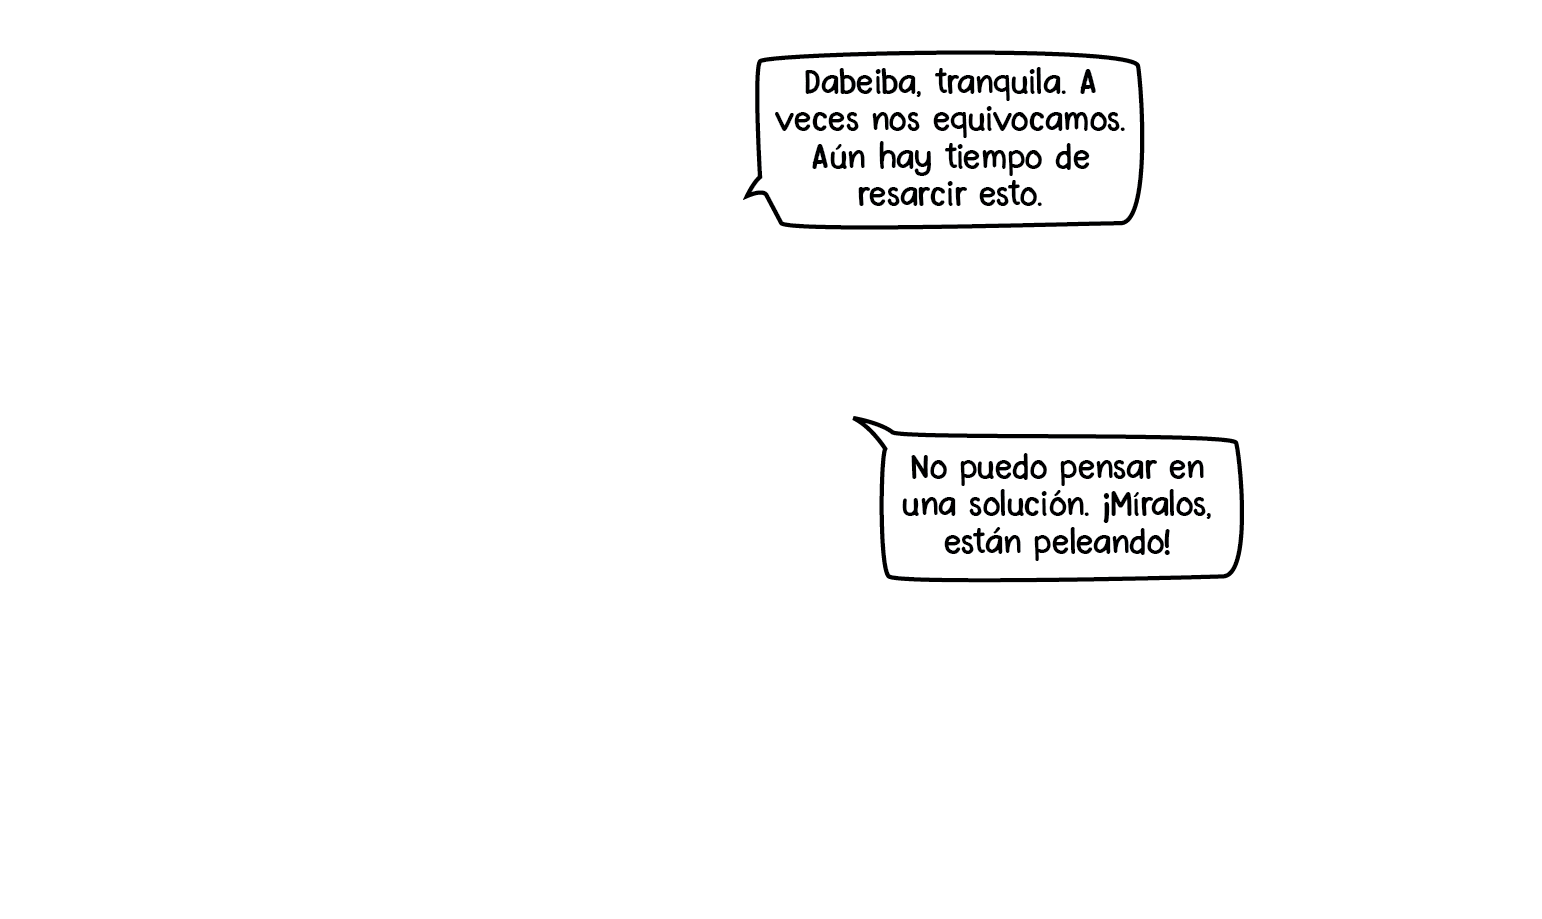 Dabeiba, tranquila. A
veces nos equivocamos.
Aún hay tiempo de
resarcir esto.
No puedo pensar en
una solución. ¡Míralos,
están peleando!